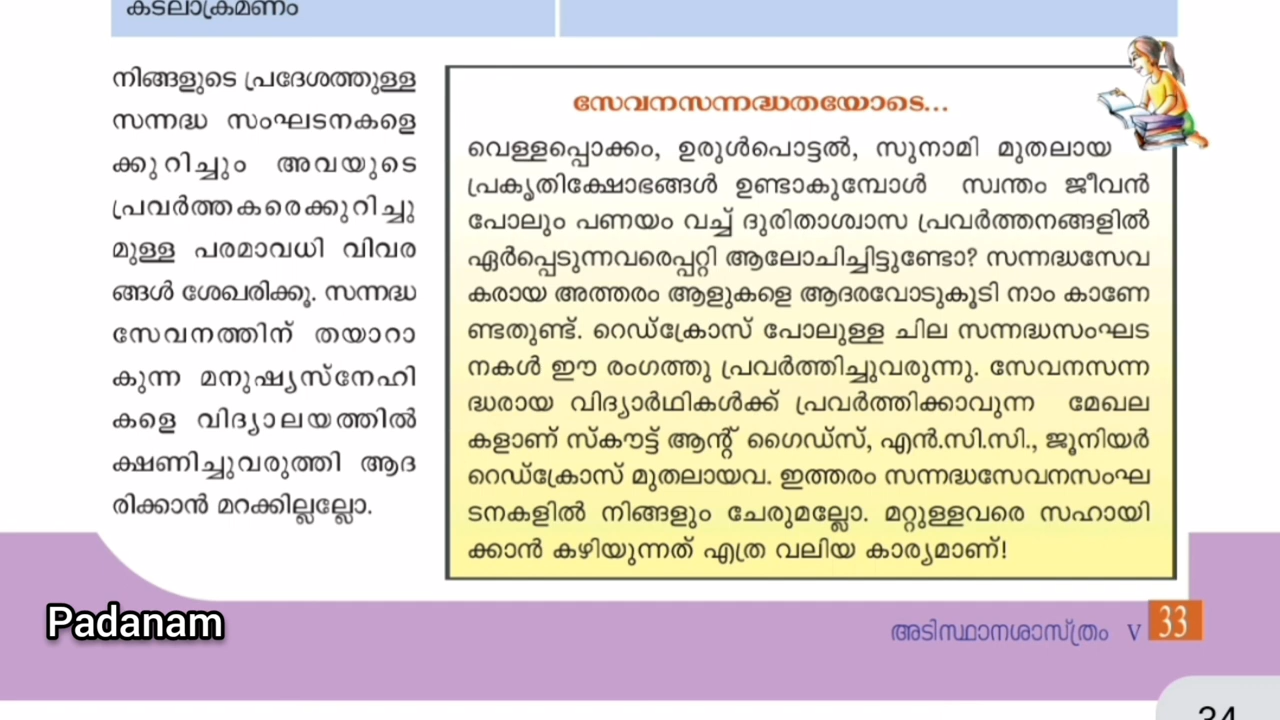 കടലാക്രമണം
നിങ്ങളുടെ പ്രദേശത്തുള്ള
സന്നദ്ധ സംഘടനകളെ
ക്കുറിച്ചും അവയുടെ
പ്രവർത്തകരെക്കുറിച്ചു
മുള്ള പരമാവധി വിവര
ങ്ങൾ ശേഖരിക്കൂ. സന്നദ്ധ
സേവനത്തിന് തയാറാ
കുന്ന മനുഷ്യസ്നേഹി
കളെ വിദ്യാലയത്തിൽ
ക്ഷണിച്ചുവരുത്തി ആദ
രിക്കാൻ മറക്കില്ലല്ലോ.
സേവനസന്നദ്ധതയോടെ...
വെള്ളപ്പൊക്കം, ഉരുൾപൊട്ടൽ, സുനാമി മുതലായ
പ്രകൃതിക്ഷോഭങ്ങൾ ഉണ്ടാകുമ്പോൾ സ്വന്തം ജീവൻ
പോലും പണയം വച്ച് ദുരിതാശ്വാസ പ്രവർത്തനങ്ങളിൽ
ഏർപ്പെടുന്നവരെപ്പറ്റി ആലോചിച്ചിട്ടുണ്ടോ? സന്നദ്ധസേവ
കരായ അത്തരം ആളുകളെ ആദരവോടുകൂടി നാം കാണേ
ണ്ടതുണ്ട്. റെഡ്ക്രോസ് പോലുള്ള ചില സന്നദ്ധസംഘട
നകൾ ഈ രംഗത്തു പ്രവർത്തിച്ചുവരുന്നു. സേവനസന്ന
ദ്ധരായ വിദ്യാർഥികൾക്ക് പ്രവർത്തിക്കാവുന്ന മേഖല
കളാണ് സ്കൗട്ട് ആന്റ് ഗൈഡ്സ്, എൻ.സി.സി., ജൂനിയർ
റെഡ്ക്രോസ് മുതലായവ. ഇത്തരം സന്നദ്ധസേവനസംഘ
ടനകളിൽ നിങ്ങളും ചേരുമല്ലോ. മറ്റുള്ളവരെ സഹായി
ക്കാൻ കഴിയുന്നത് എത്ര വലിയ കാര്യമാണ്!
Padanam
അടിസ്ഥാനശാസ്ത്രം V 33
34